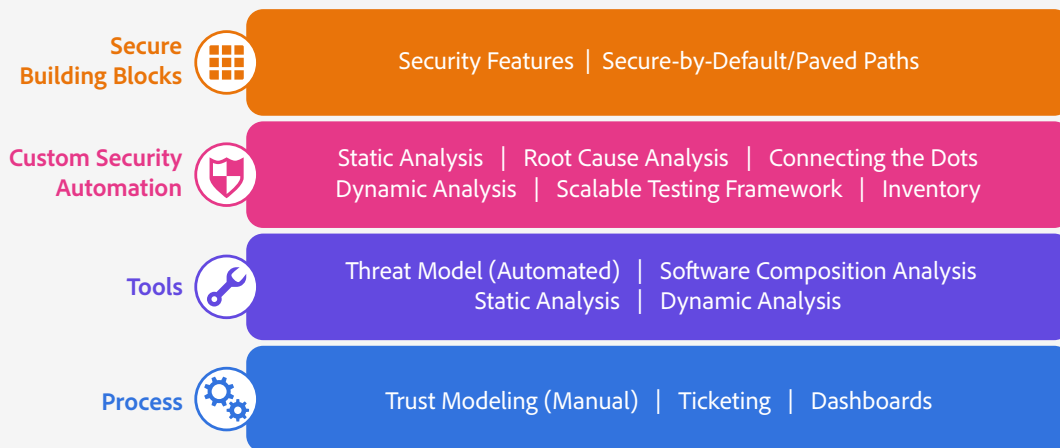 Secure
Building Blocks
Security Features | Secure-by-Default/Paved Paths
Custom Security
Automation
Static Analysis | Root Cause Analysis | Connecting the Dots
Dynamic Analysis | Scalable Testing Framework | Inventory
Tools
Threat Model (Automated) | Software Composition Analysis
Static Analysis | Dynamic Analysis
Process
Trust Modeling (Manual) | Ticketing | Dashboards